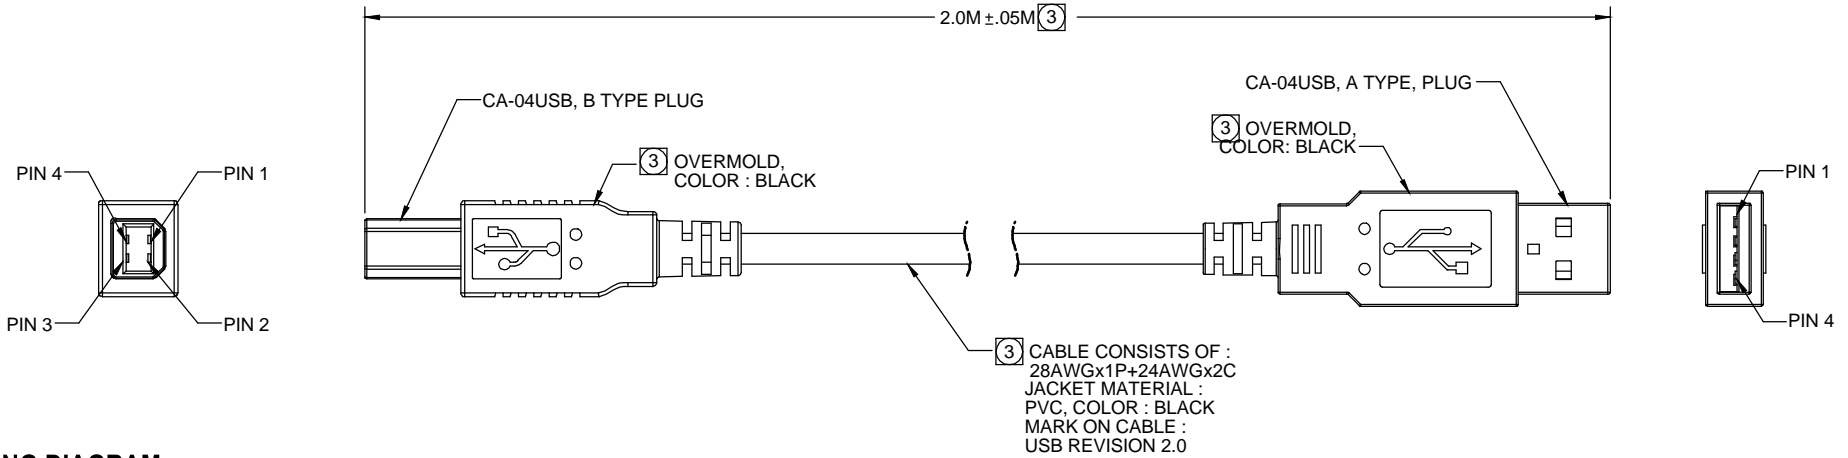 2.0M ±.05M 3
CA-04USB, B TYPE PLUG
CA-04USB, A TYPE, PLUG
3 OVERMOLD,
COLOR : BLACK
3 OVERMOLD,
COLOR: BLACK
PIN 4
PIN 1
PIN 3
PIN 2
PIN 1
PIN 4
3 CABLE CONSISTS OF :
28AWGx1P+24AWGx2C
JACKET MATERIAL :
PVC, COLOR : BLACK
MARK ON CABLE :
USB REVISION 2.0
NG DIAGRAM